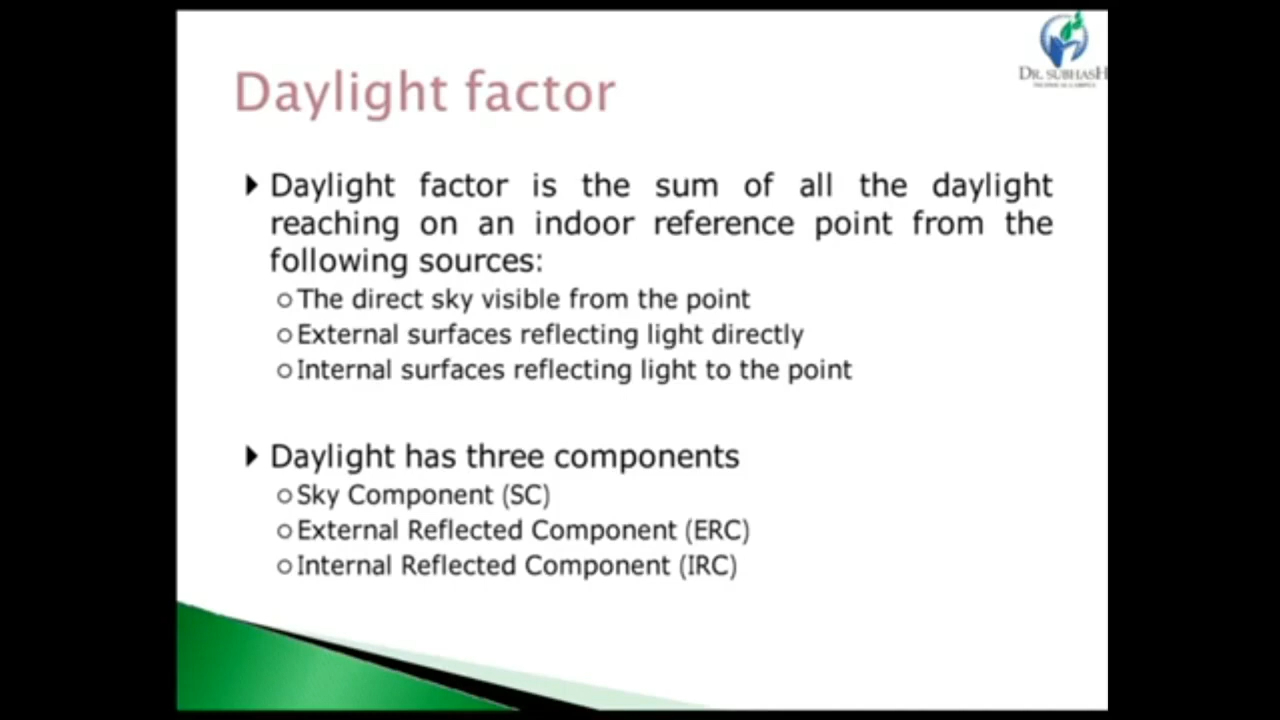 DR. SUBHASH
Daylight factor
Daylight factor is the sum of all the daylight
reaching on an indoor reference point from the
following sources:
The direct sky visible from the point
External surfaces reflecting light directly
Internal surfaces reflecting light to the point
Daylight has three components
Sky Component (SC)
External Reflected Component (ERC)
Internal Reflected Component (IRC)